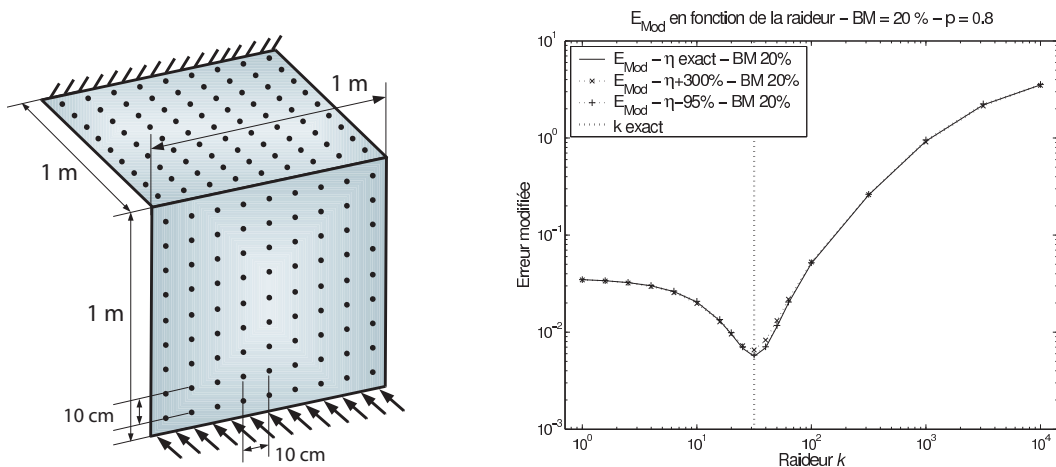 1 m
1 m
1 m
10 cm
10 cm
E_Mod en fonction de la raideur – BM = 20 % – p = 0.8
E_Mod – η exact – BM 20%
E_Mod – η+300% – BM 20%
E_Mod – η–95% – BM 20%
k exact
Erreur modifiée
10^1
10^0
10^-1
10^-2
10^-3
10^0
10^1
10^2
10^3
10^4
Raideur k